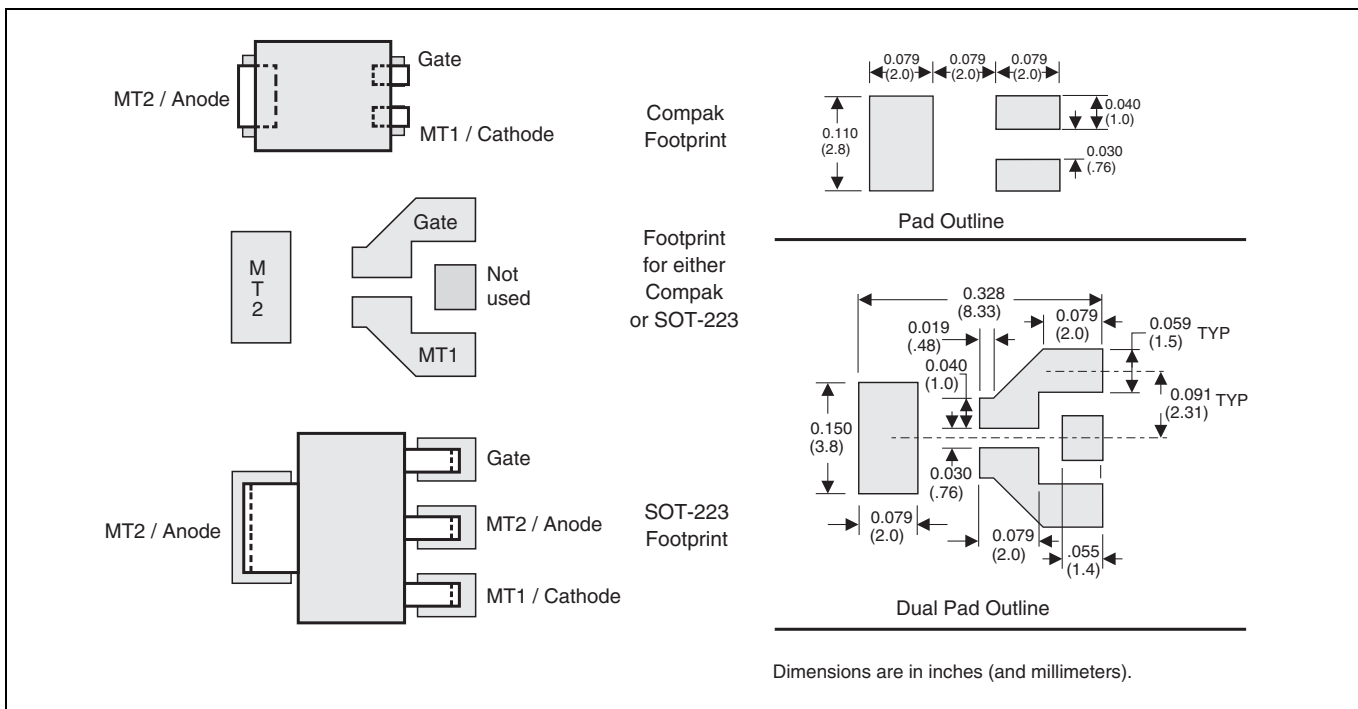 Gate
MT2 / Anode
MT1 / Cathode
Compak
Footprint
0.079
(2.0)
0.079
(2.0)
0.079
(2.0)
0.110
(2.8)
0.040
(1.0)
0.030
(.76)
Pad Outline
M
T
2
Gate
MT1
Not
used
Footprint
for either
Compak
or SOT-223
0.328
(8.33)
0.019
(.48)
0.079
(2.0)
0.059
(1.5)
TYP
0.040
(1.0)
0.091
(2.31)
TYP
0.150
(3.8)
0.030
(.76)
0.079
(2.0)
0.079
(2.0)
.055
(1.4)
Dual Pad Outline
Gate
MT2 / Anode
MT2 / Anode
MT1 / Cathode
SOT-223
Footprint
Dimensions are in inches (and millimeters).